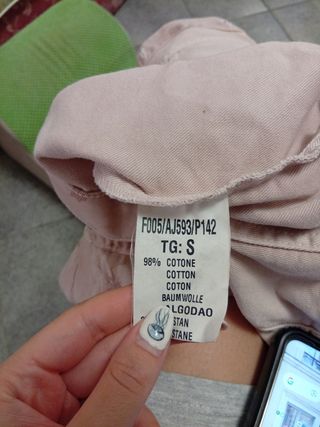 F005/AJ593/P142
TG: S
98% COTONE
COTTON
COTON
BAUMWOLLE
ALGODAO